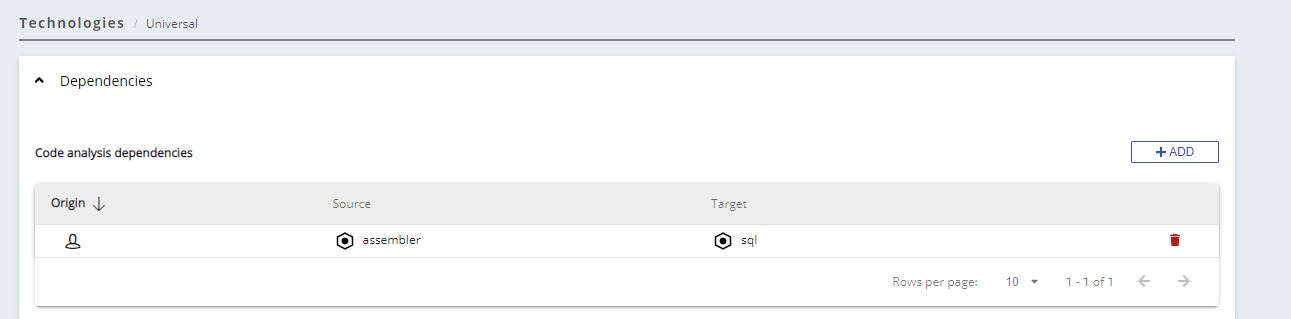 Technologies / Universal
Dependencies
Code analysis dependencies
+ ADD
Origin Source Target
assembler sql
Rows per page: 10 1 - 1 of 1